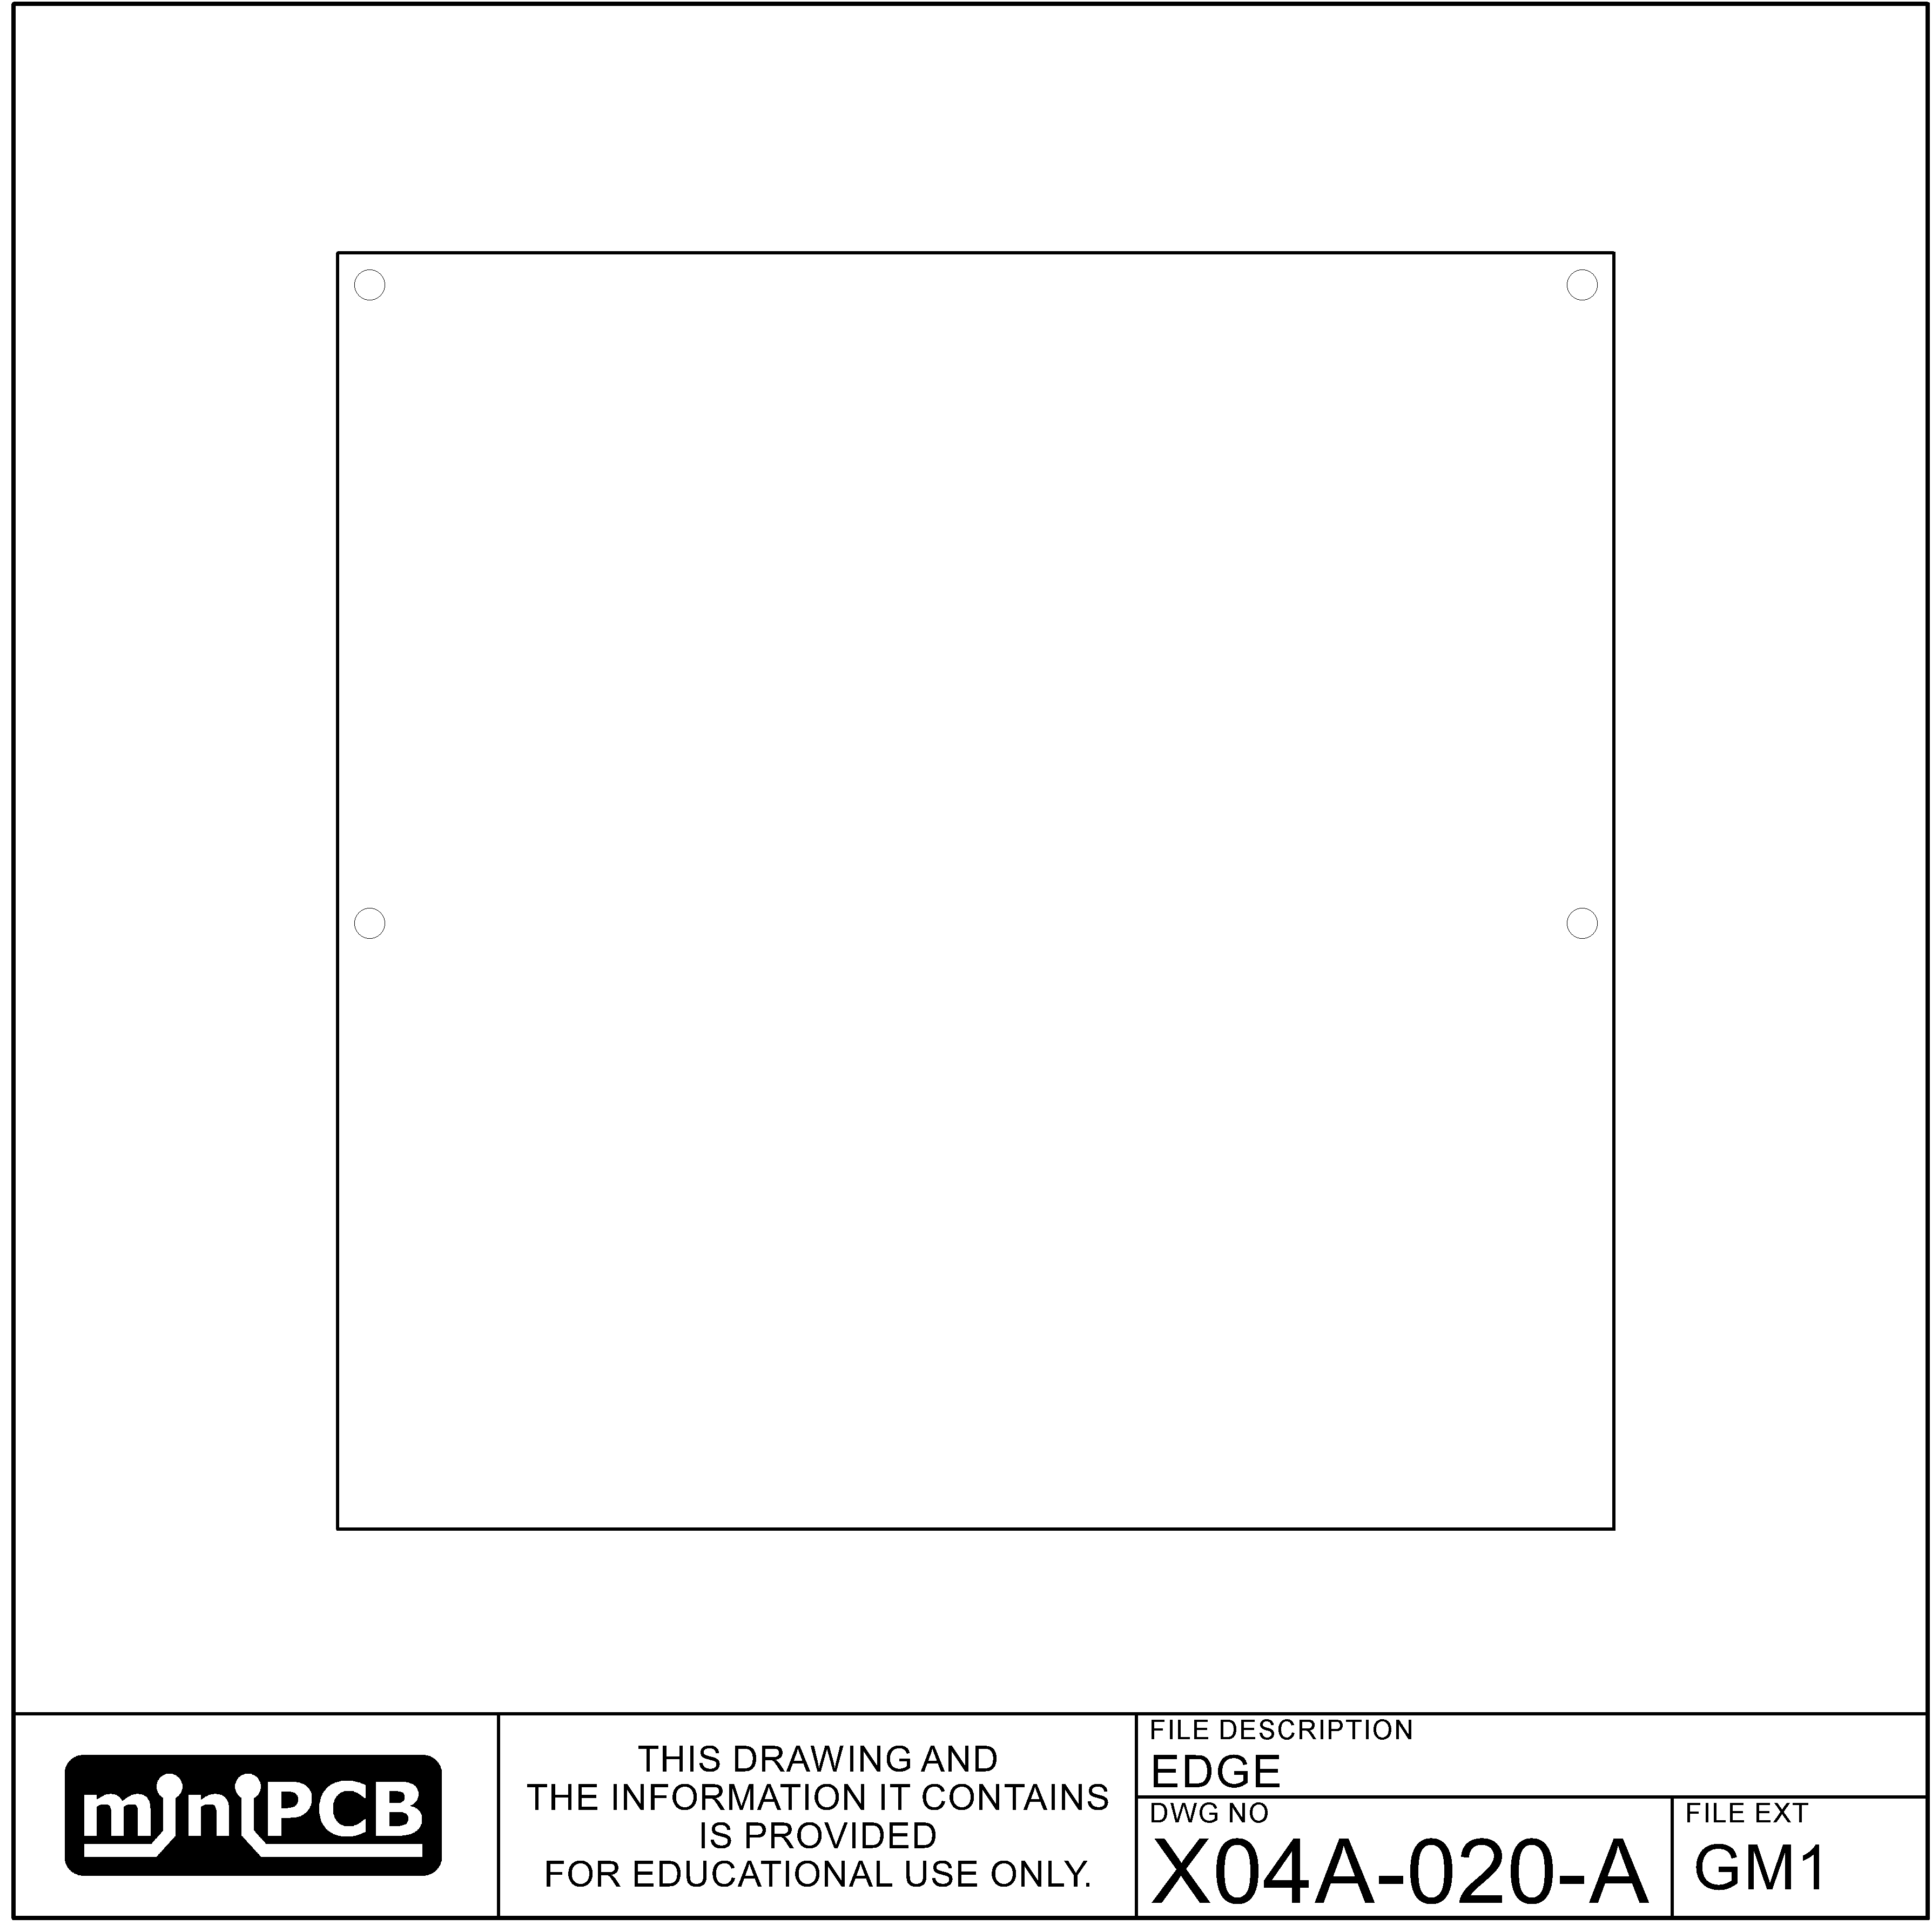 miniPCB
THIS DRAWING AND
THE INFORMATION IT CONTAINS
IS PROVIDED
FOR EDUCATIONAL USE ONLY.
FILE DESCRIPTION
EDGE
DWG NO
X04A-020-A
FILE EXT
GM1